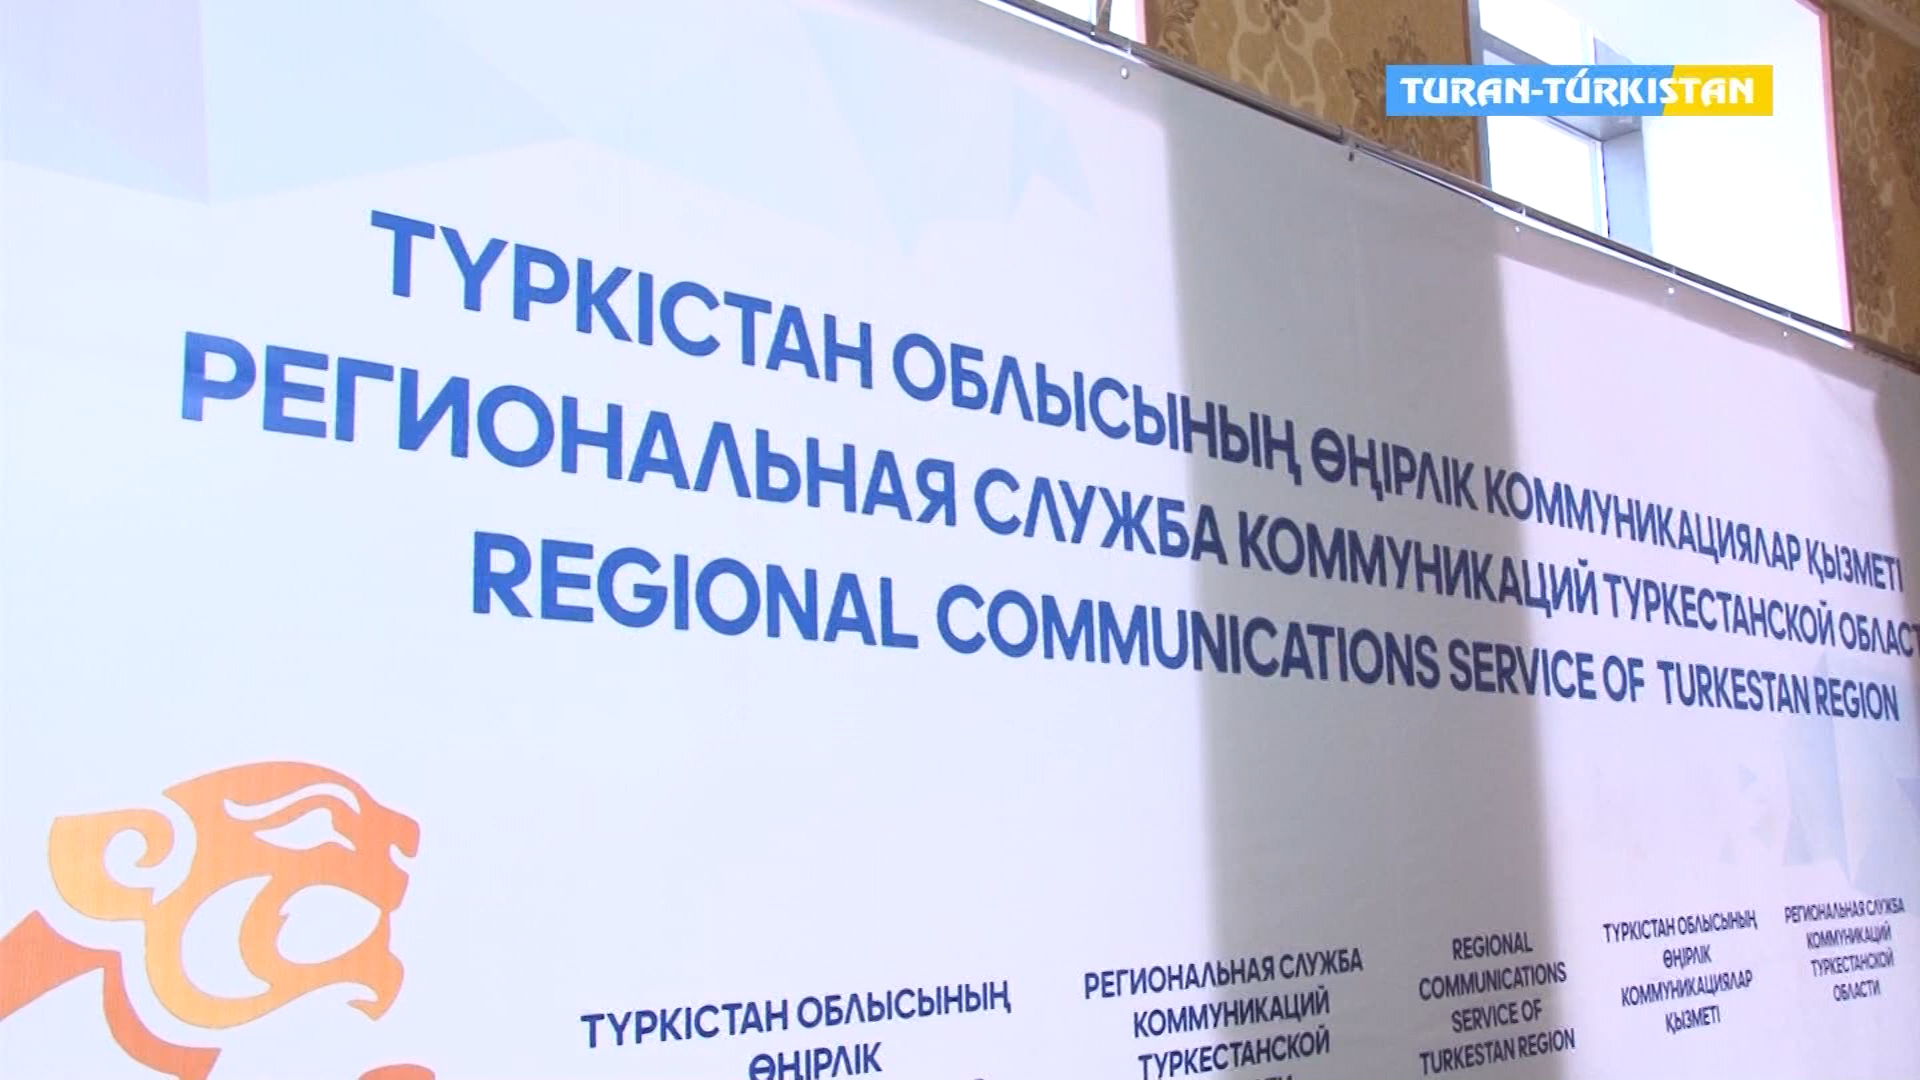 TURAN-TÚRKISTAN
ТҮРКІСТАН ОБЛЫСЫНЫҢ ӨҢІРЛІК КОММУНИКАЦИЯЛАР ҚЫЗМЕТІ
РЕГИОНАЛЬНАЯ СЛУЖБА КОММУНИКАЦИЙ ТУРКЕСТАНСКОЙ ОБЛАСТ
REGIONAL COMMUNICATIONS SERVICE OF TURKESTAN REGION
ТҮРКІСТАН ОБЛЫСЫНЫҢ
ӨҢІРЛІК
РЕГИОНАЛЬНАЯ СЛУЖБА
КОММУНИКАЦИЙ
ТУРКЕСТАНСКОЙ
REGIONAL
COMMUNICATIONS
SERVICE OF
TURKESTAN REGION
ТҮРКІСТАН ОБЛЫСЫНЫҢ
ӨҢІРЛІК
КОММУНИКАЦИЯЛАР
ҚЫЗМЕТІ
РЕГИОНАЛЬНАЯ СЛУЖБА
КОММУНИКАЦИЙ
ТУРКЕСТАНСКОЙ
ОБЛАСТИ